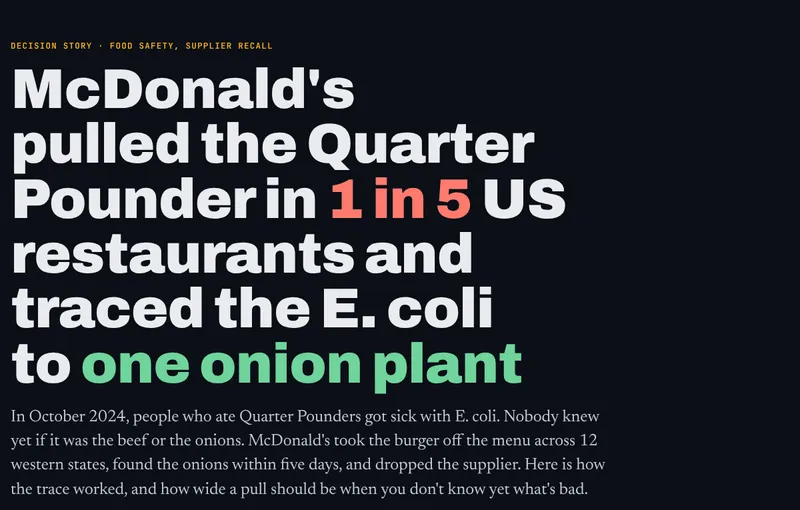 DECISION STORY · FOOD SAFETY, SUPPLIER RECALL
McDonald's
pulled the Quarter
Pounder in 1 in 5 US
restaurants and
traced the E. coli
to one onion plant
In October 2024, people who ate Quarter Pounders got sick with E. coli. Nobody knew
yet if it was the beef or the onions. McDonald's took the burger off the menu across 12
western states, found the onions within five days, and dropped the supplier. Here is how
the trace worked, and how wide a pull should be when you don't know yet what's bad.